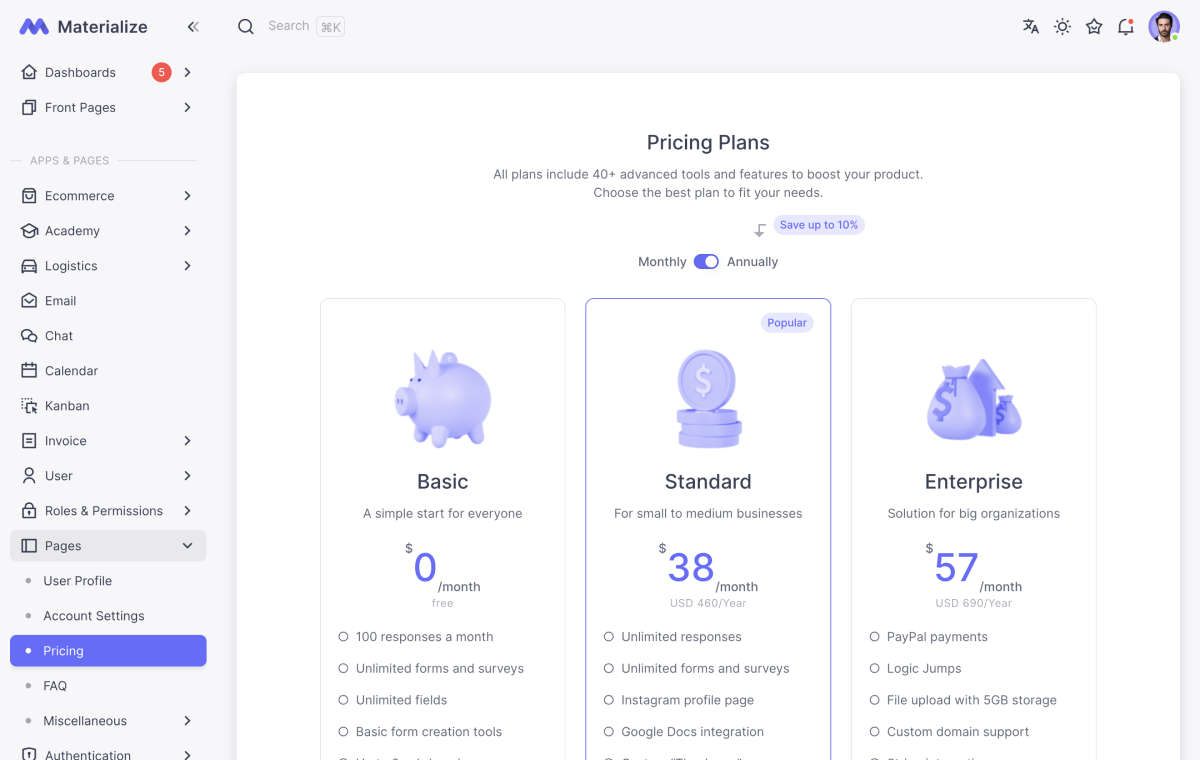 Materialize
Search ⌘K
Dashboards 5
Front Pages
APPS & PAGES
Ecommerce
Academy
Logistics
Email
Chat
Calendar
Kanban
Invoice
User
Roles & Permissions
Pages
User Profile
Account Settings
Pricing
FAQ
Miscellaneous
Authentication
Pricing Plans
All plans include 40+ advanced tools and features to boost your product.
Choose the best plan to fit your needs.
Save up to 10%
Monthly Annually
Basic
A simple start for everyone
$0/month
free
100 responses a month
Unlimited forms and surveys
Unlimited fields
Basic form creation tools
Popular
Standard
For small to medium businesses
$38/month
USD 460/Year
Unlimited responses
Unlimited forms and surveys
Instagram profile page
Google Docs integration
Enterprise
Solution for big organizations
$57/month
USD 690/Year
PayPal payments
Logic Jumps
File upload with 5GB storage
Custom domain support